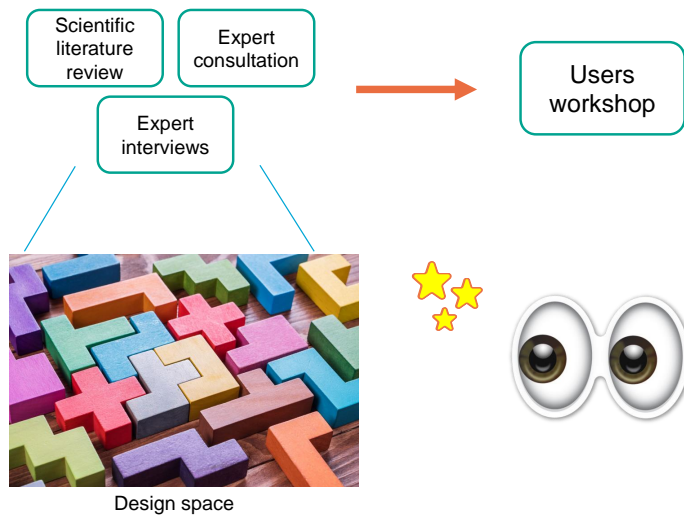 Scientific
literature
review
Expert
consultation
Expert
interviews
Users
workshop
Design space